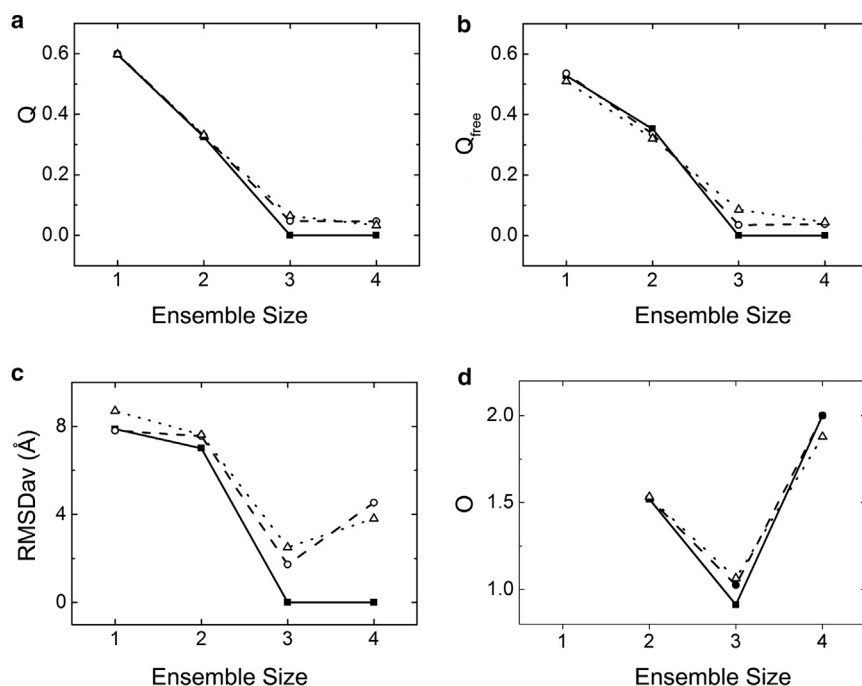 a
0.6
0.4
0.2
0.0
Q
1 2 3 4
Ensemble Size
b
0.6
0.4
0.2
0.0
Qfree
1 2 3 4
Ensemble Size
c
8
4
0
RMSDav (Å)
1 2 3 4
Ensemble Size
d
2.0
1.5
1.0
O
1 2 3 4
Ensemble Size